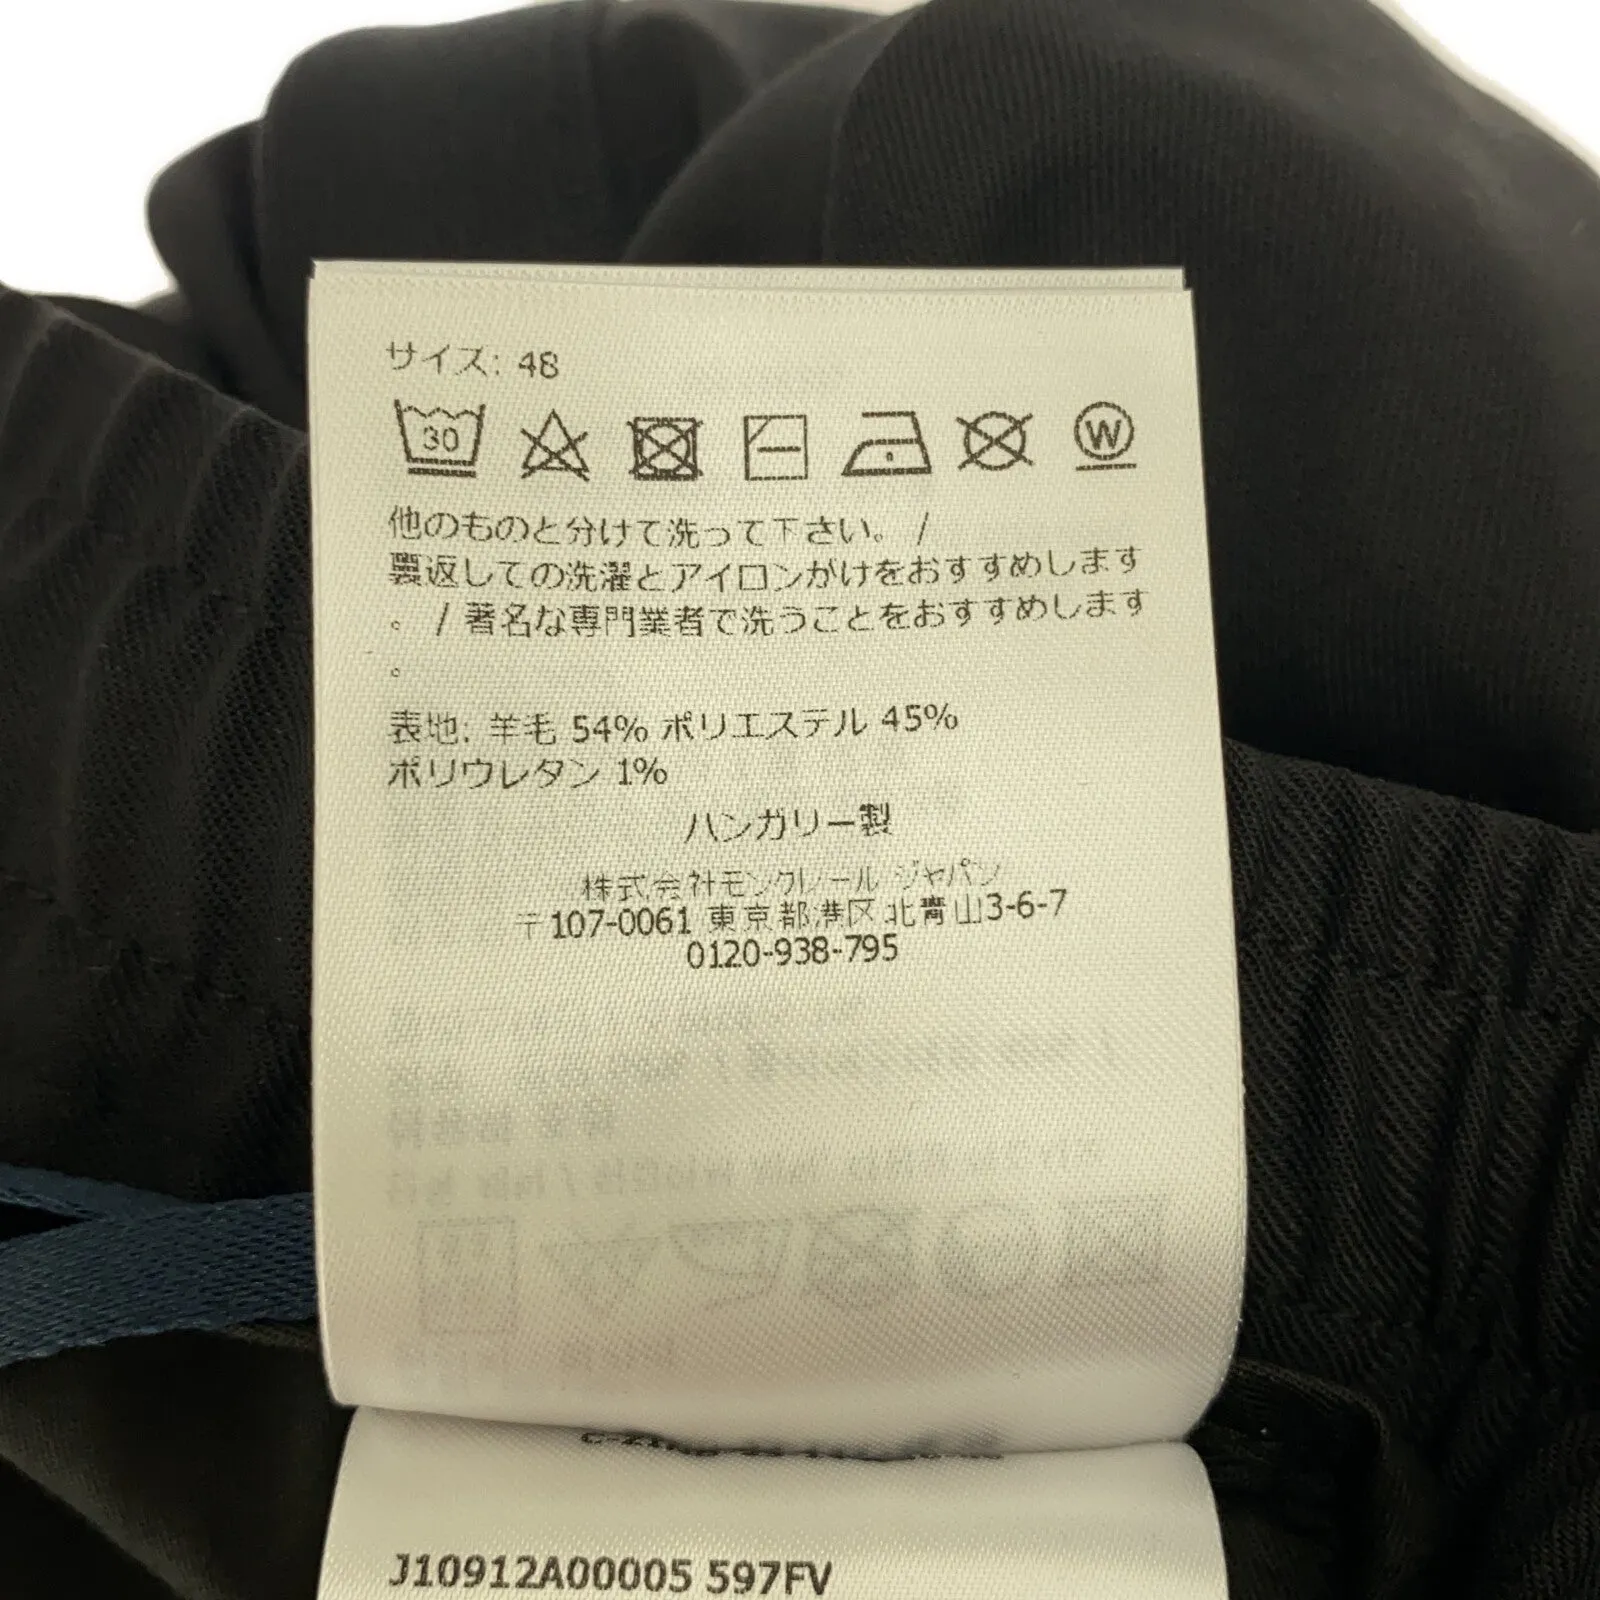 サイズ: 48
30
W
他のものと分けて洗って下さい。 /
裏返しての洗濯とアイロンがけをおすすめします
。 / 著名な専門業者で洗うことをおすすめします
。
表地: 羊毛 54% ポリエステル 45%
ポリウレタン 1%
ハンガリー製
株式会社モンクレール ジャパン
〒107-0061 東京都港区北青山3-6-7
0120-938-795
J10912A00005 597FV